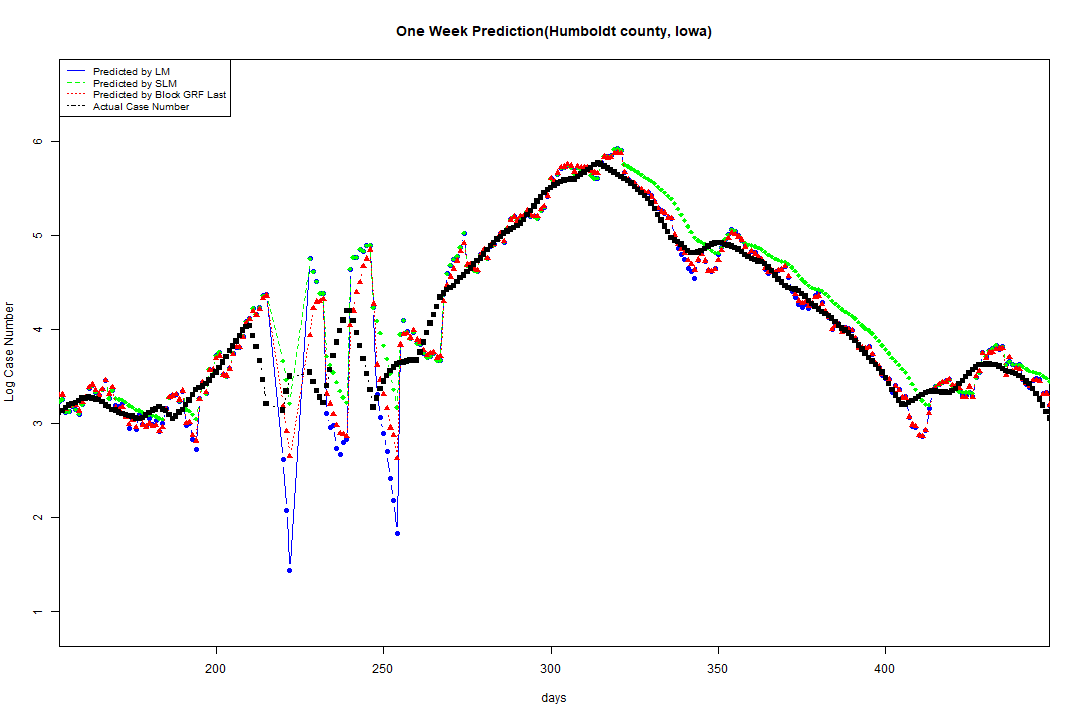 One Week Prediction(Humboldt county, Iowa)
Predicted by LM
Predicted by SLM
Predicted by Block GRF Last
Actual Case Number
Log Case Number
6
5
4
3
2
1
200
250
300
350
400
days